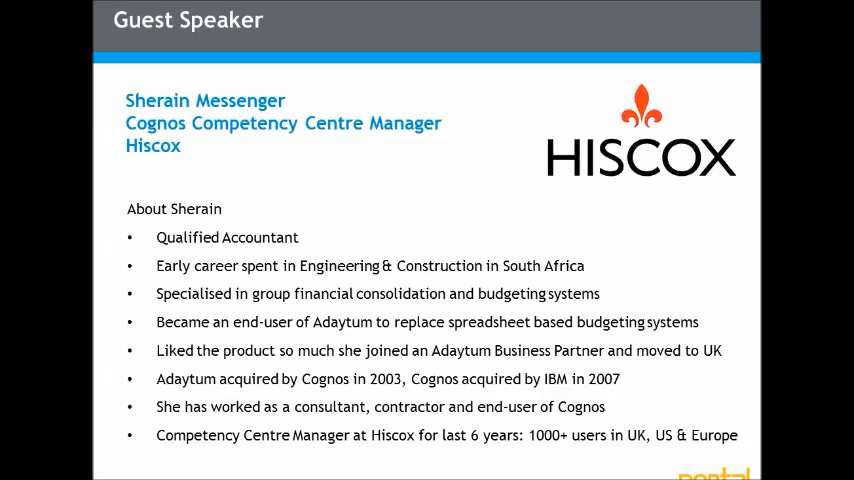 Guest Speaker
Sherain Messenger
Cognos Competency Centre Manager
Hiscox
HISCOX
About Sherain
• Qualified Accountant
• Early career spent in Engineering & Construction in South Africa
• Specialised in group financial consolidation and budgeting systems
• Became an end-user of Adaytum to replace spreadsheet based budgeting systems
• Liked the product so much she joined an Adaytum Business Partner and moved to UK
• Adaytum acquired by Cognos in 2003, Cognos acquired by IBM in 2007
• She has worked as a consultant, contractor and end-user of Cognos
• Competency Centre Manager at Hiscox for last 6 years: 1000+ users in UK, US & Europe